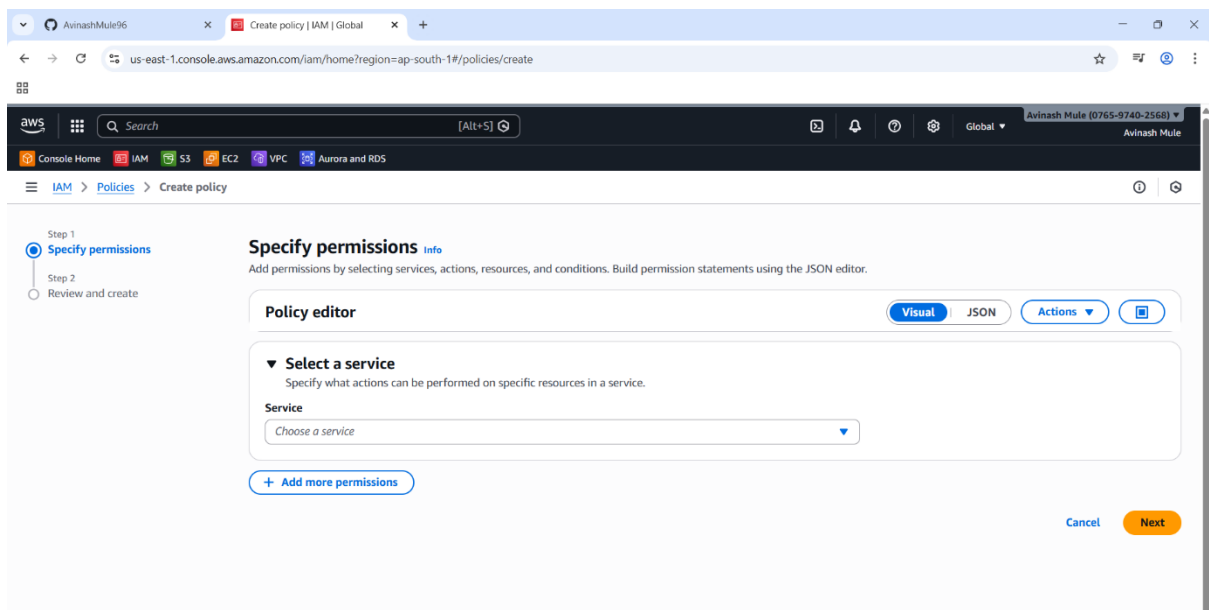 AvinashMule96
Create policy | IAM | Global
us-east-1.console.aws.amazon.com/iam/home?region=ap-south-1#/policies/create
aws
Search
[Alt+S]
Global
Avinash Mule (0765-9740-2568)
Avinash Mule
Console Home
IAM
S3
EC2
VPC
Aurora and RDS
IAM > Policies > Create policy
Step 1
Specify permissions
Step 2
Review and create
Specify permissions Info
Add permissions by selecting services, actions, resources, and conditions. Build permission statements using the JSON editor.
Policy editor
Visual
JSON
Actions
Select a service
Specify what actions can be performed on specific resources in a service.
Service
Choose a service
+ Add more permissions
Cancel
Next